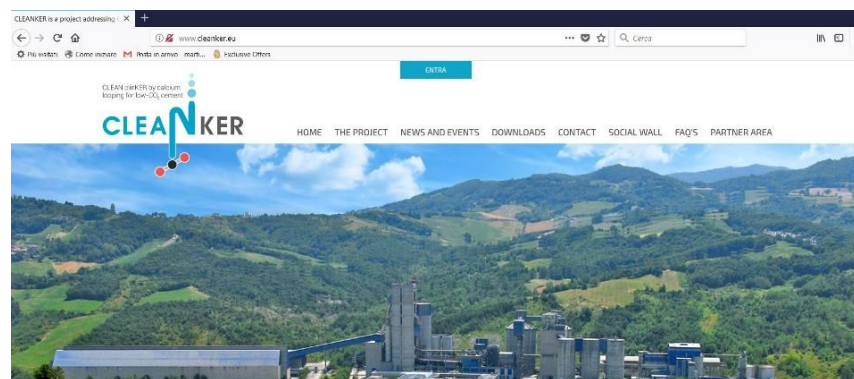 CLEANKER is a project addressing
www.cleanker.eu
Cerca
Più visitati Come iniziare Posta in arrivo - marti... Exclusive Offers
ENTRA
CLEAN clinKER by calcium
looping for low-CO₂ cement
CLEANKER
HOME THE PROJECT NEWS AND EVENTS DOWNLOADS CONTACT SOCIAL WALL FAQ'S PARTNER AREA